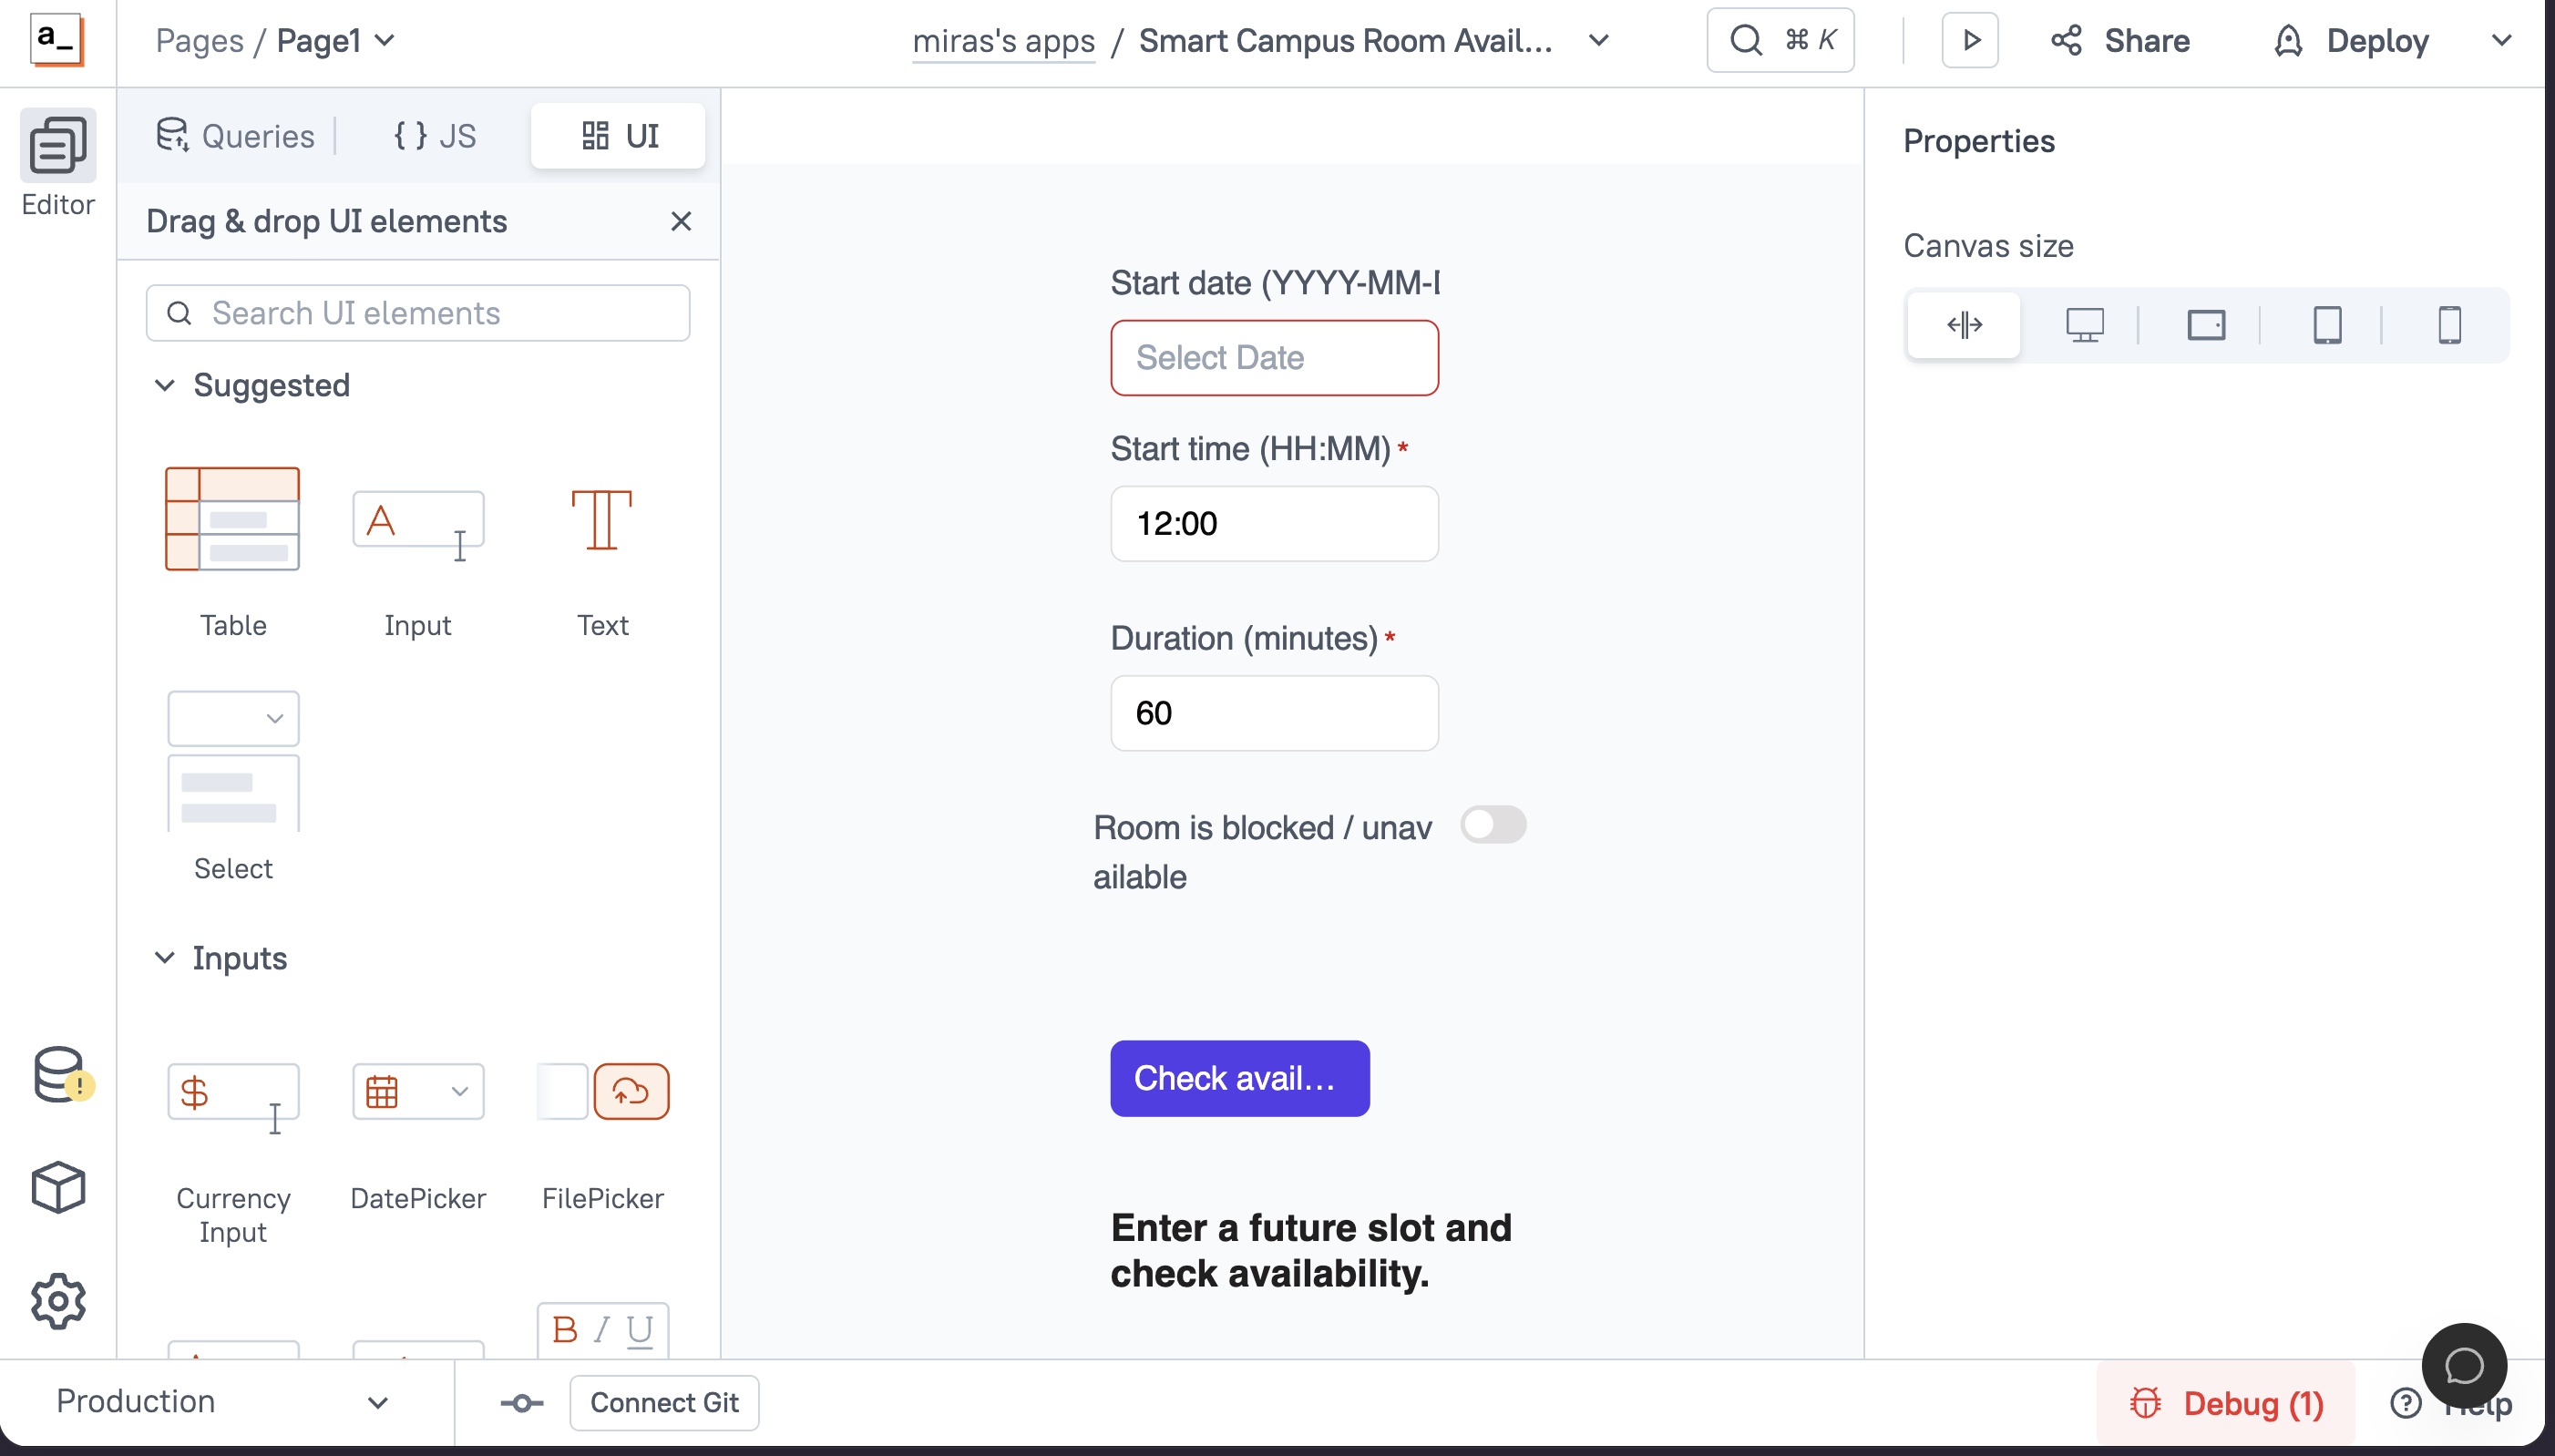 a_
Pages / Page1
miras's apps / Smart Campus Room Avail...
⌘ K
Share
Deploy
Editor
Queries
{ } JS
UI
Drag & drop UI elements
Search UI elements
Suggested
Table
Input
Text
Select
Inputs
Currency
Input
DatePicker
FilePicker
B I U
Start date (YYYY-MM-
Select Date
Start time (HH:MM) *
12:00
Duration (minutes) *
60
Room is blocked / unav
ailable
Check avail...
Enter a future slot and
check availability.
Properties
Canvas size
Production
Connect Git
Debug (1)
Help